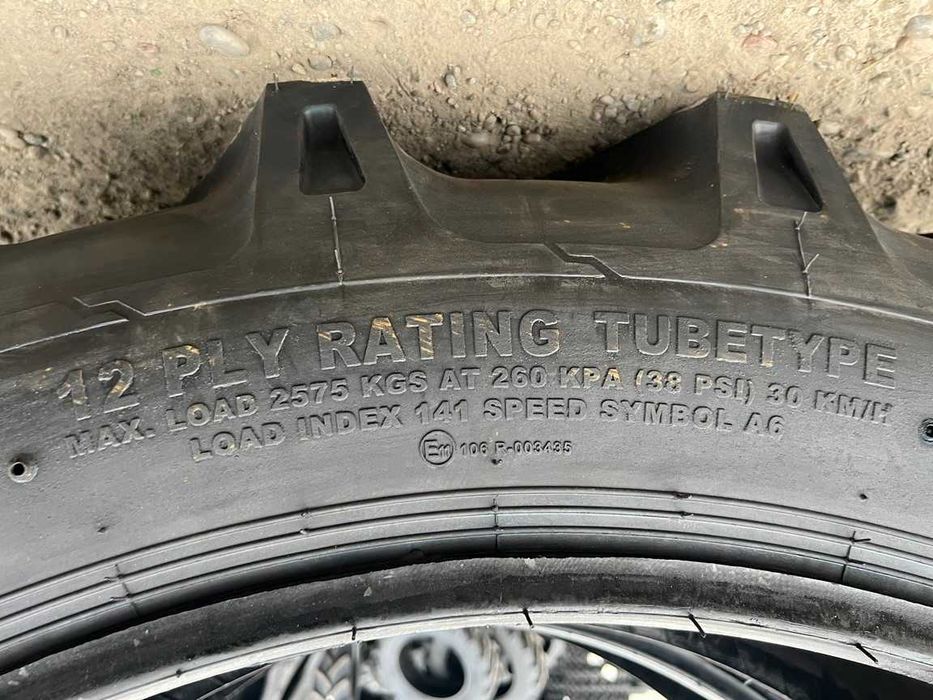 12 PLY RATING TUBETYPE
MAX. LOAD 2575 KGS AT 260 KPA (38 PSI) 30 KM/H
LOAD INDEX 141 SPEED SYMBOL A6
E11 106 R-003435